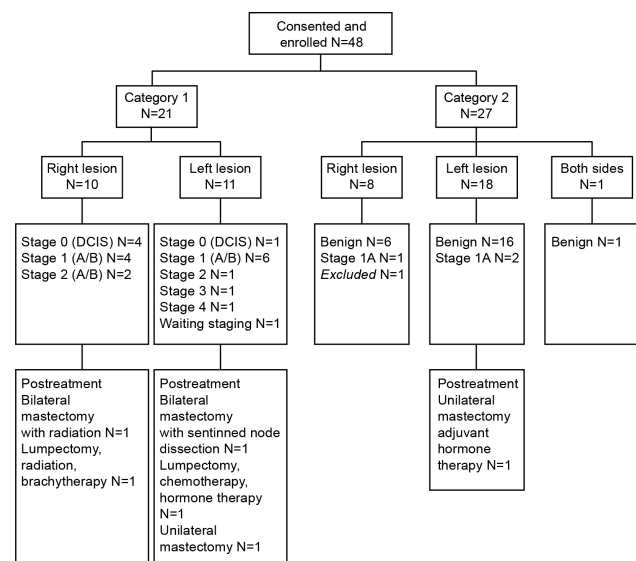 Consented and
enrolled N=48
Category 1
N=21
Category 2
N=27
Right lesion
N=10
Left lesion
N=11
Right lesion
N=8
Left lesion
N=18
Both sides
N=1
Stage 0 (DCIS) N=4
Stage 1 (A/B) N=4
Stage 2 (A/B) N=2
Stage 0 (DCIS) N=1
Stage 1 (A/B) N=6
Stage 2 N=1
Stage 3 N=1
Stage 4 N=1
Waiting staging N=1
Benign N=6
Stage 1A N=1
Excluded N=1
Benign N=16
Stage 1A N=2
Benign N=1
Postreatment
Bilateral
mastectomy
with radiation N=1
Lumpectomy,
radiation,
brachytherapy N=1
Postreatment
Bilateral
mastectomy
with sentinned node
dissection N=1
Lumpectomy,
chemotherapy,
hormone therapy
N=1
Unilateral
mastectomy N=1
Postreatment
Unilateral
mastectomy
adjuvant
hormone
therapy N=1